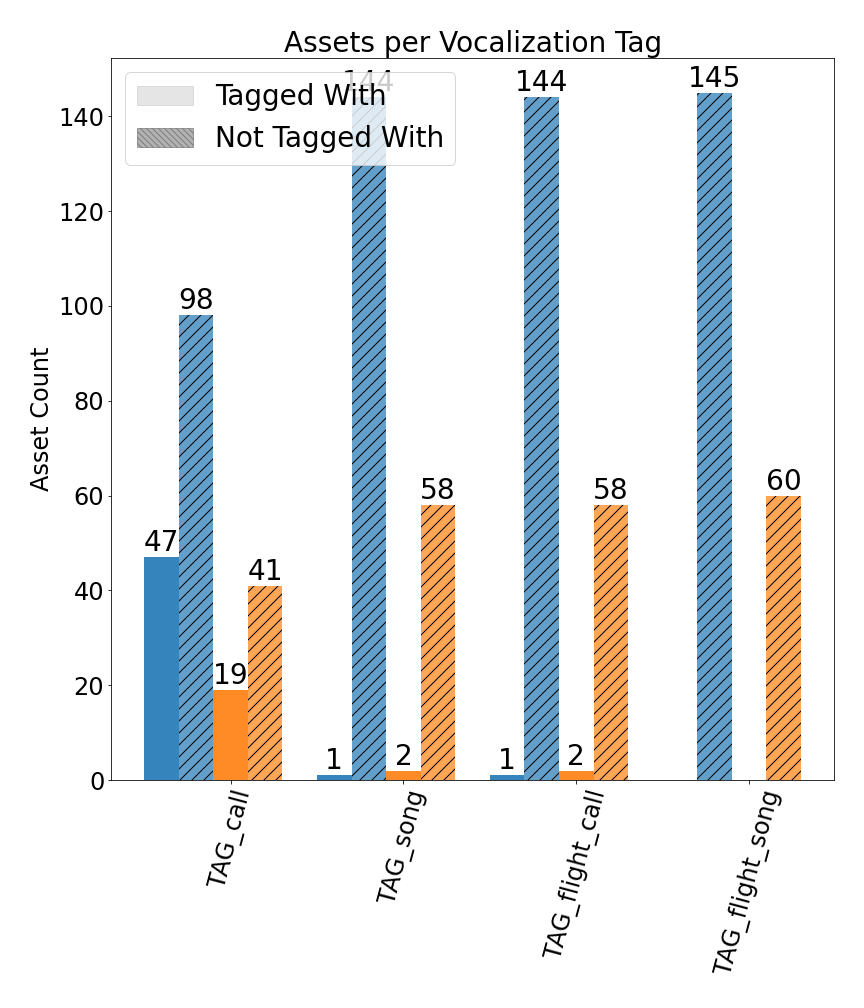 Assets per Vocalization Tag
Tagged With
Not Tagged With
Asset Count
140
120
100
80
60
40
20
0
47
98
19
41
1
144
2
58
1
144
2
58
145
60
TAG_call
TAG_song
TAG_flight_call
TAG_flight_song